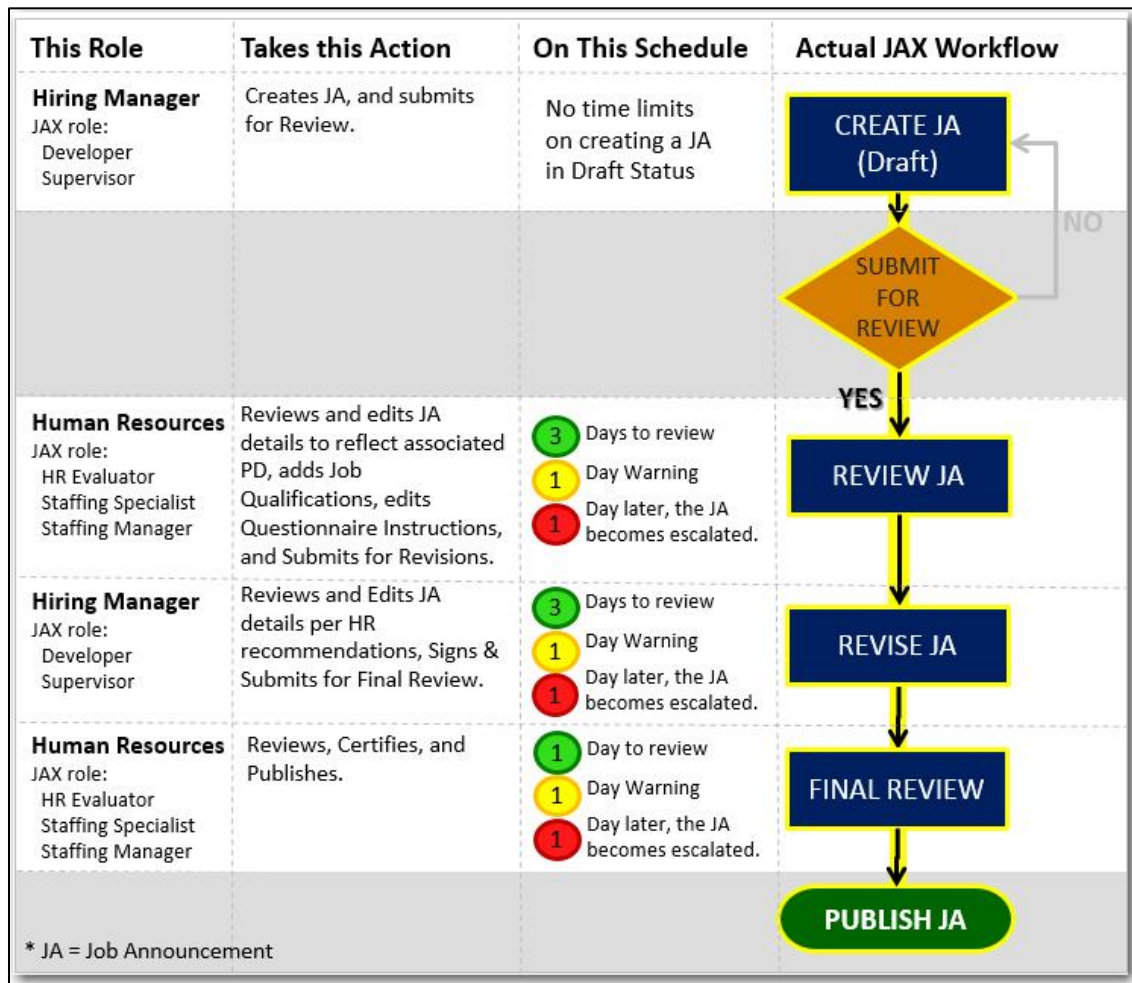 This Role
Takes this Action
On This Schedule
Actual JAX Workflow
Hiring Manager
JAX role:
Developer
Supervisor
Creates JA, and submits
for Review.
No time limits
on creating a JA
in Draft Status
CREATE JA
(Draft)
NO
SUBMIT
FOR
REVIEW
YES
Human Resources
JAX role:
HR Evaluator
Staffing Specialist
Staffing Manager
Reviews and edits JA
details to reflect associated
PD, adds Job
Qualifications, edits
Questionnaire Instructions,
and Submits for Revisions.
3 Days to review
1 Day Warning
1 Day later, the JA
becomes escalated.
REVIEW JA
Hiring Manager
JAX role:
Developer
Supervisor
Reviews and Edits JA
details per HR
recommendations, Signs &
Submits for Final Review.
3 Days to review
1 Day Warning
1 Day later, the JA
becomes escalated.
REVISE JA
Human Resources
JAX role:
HR Evaluator
Staffing Specialist
Staffing Manager
Reviews, Certifies, and
Publishes.
1 Day to review
1 Day Warning
1 Day later, the JA
becomes escalated.
FINAL REVIEW
PUBLISH JA
* JA = Job Announcement